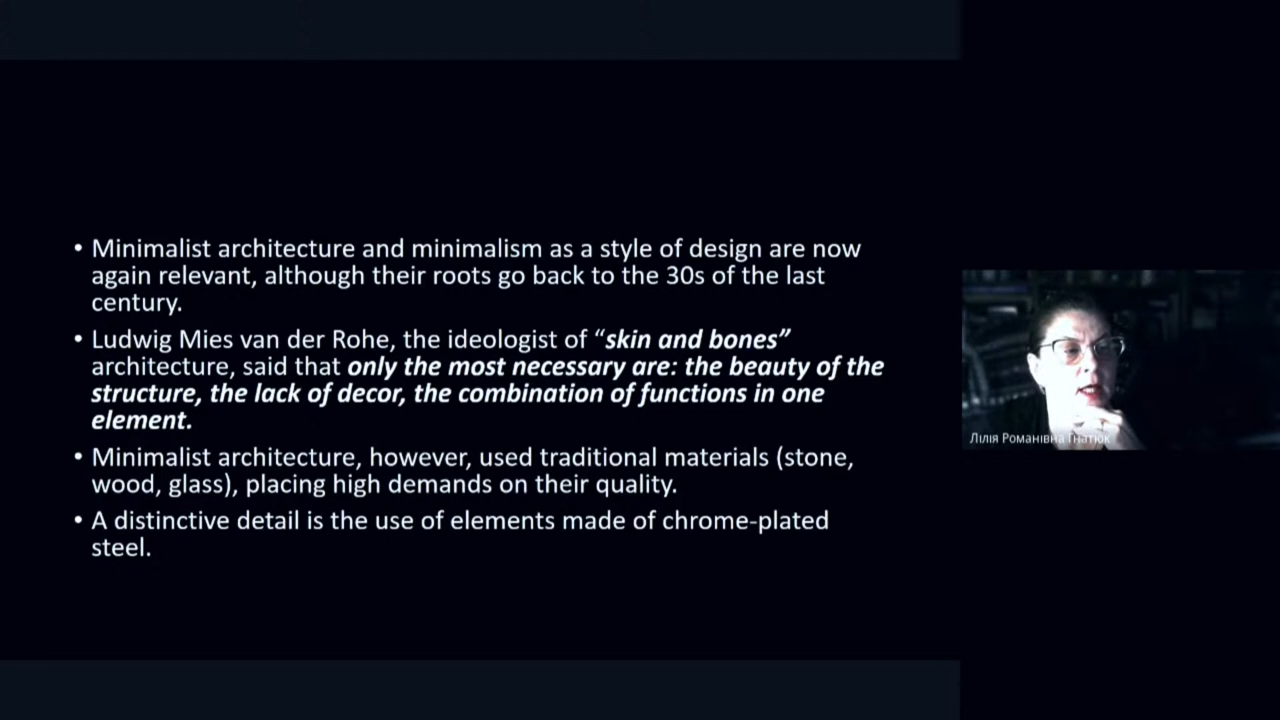 • Minimalist architecture and minimalism as a style of design are now
again relevant, although their roots go back to the 30s of the last
century.
• Ludwig Mies van der Rohe, the ideologist of “skin and bones”
architecture, said that only the most necessary are: the beauty of the
structure, the lack of decor, the combination of functions in one
element.
• Minimalist architecture, however, used traditional materials (stone,
wood, glass), placing high demands on their quality.
• A distinctive detail is the use of elements made of chrome-plated
steel.
Лілія Романівна Гнатюк